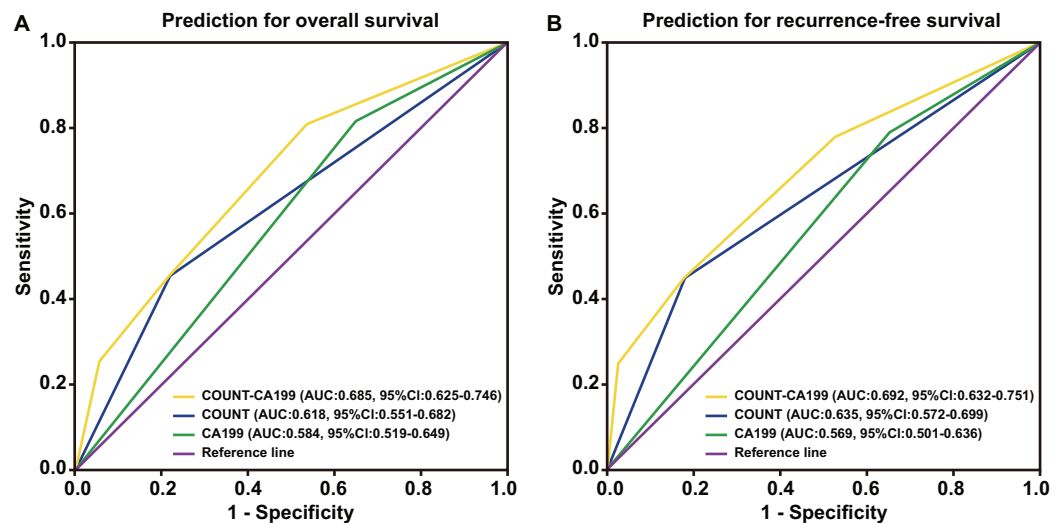 A
Prediction for overall survival
Sensitivity
1.0
0.8
0.6
0.4
0.2
0.0
COUNT-CA199 (AUC:0.685, 95%CI:0.625-0.746)
COUNT (AUC:0.618, 95%CI:0.551-0.682)
CA199 (AUC:0.584, 95%CI:0.519-0.649)
Reference line
0.0 0.2 0.4 0.6 0.8 1.0
1 - Specificity
B
Prediction for recurrence-free survival
Sensitivity
1.0
0.8
0.6
0.4
0.2
0.0
COUNT-CA199 (AUC:0.692, 95%CI:0.632-0.751)
COUNT (AUC:0.635, 95%CI:0.572-0.699)
CA199 (AUC:0.569, 95%CI:0.501-0.636)
Reference line
0.0 0.2 0.4 0.6 0.8 1.0
1 - Specificity